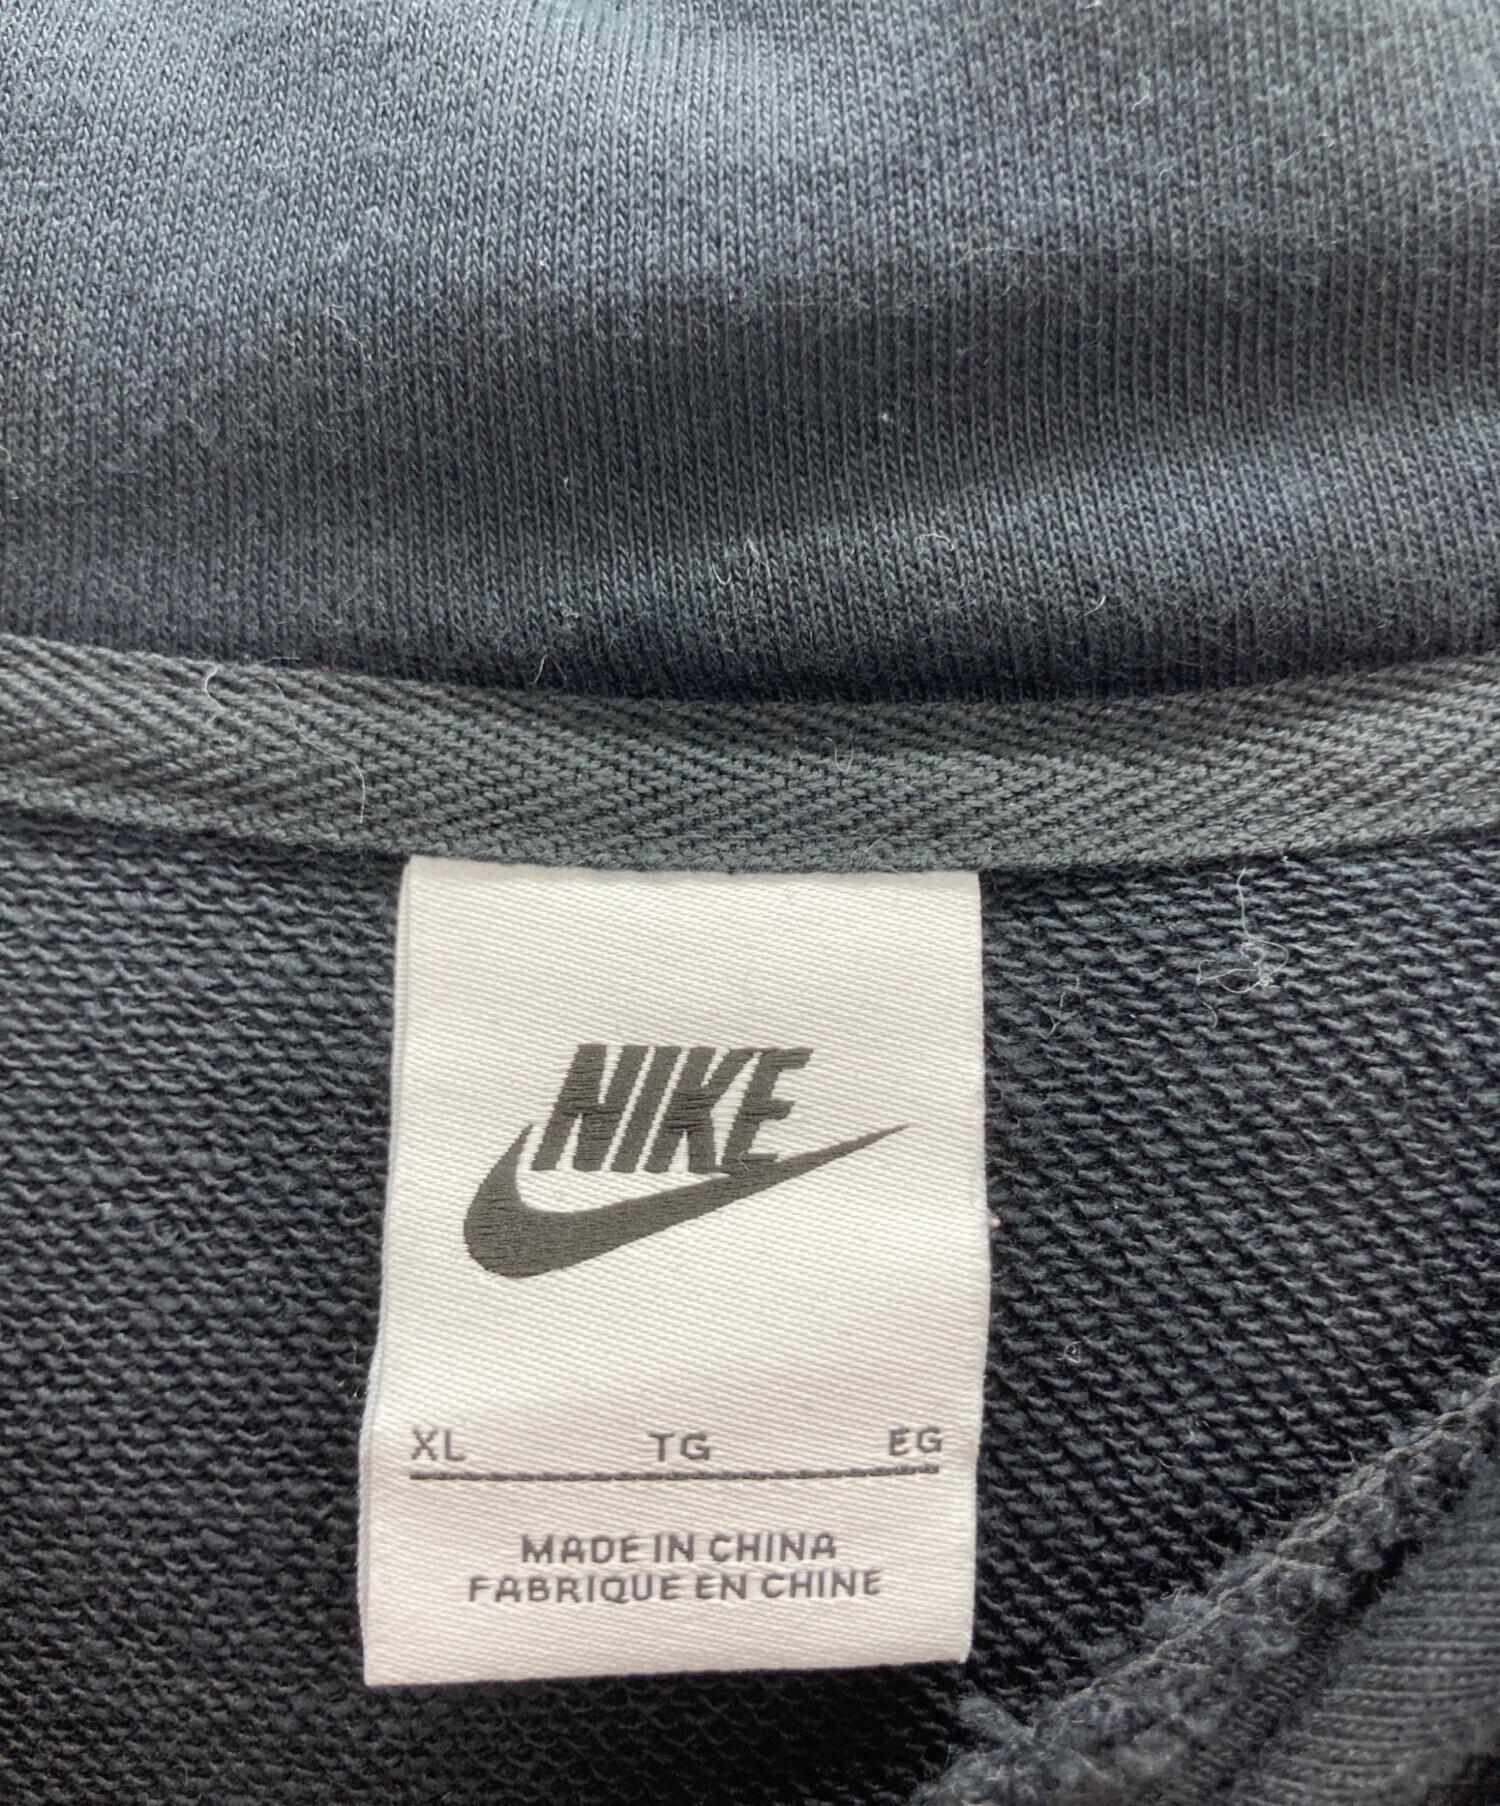 NIKE
XL TG EG
MADE IN CHINA
FABRIQUE EN CHINE